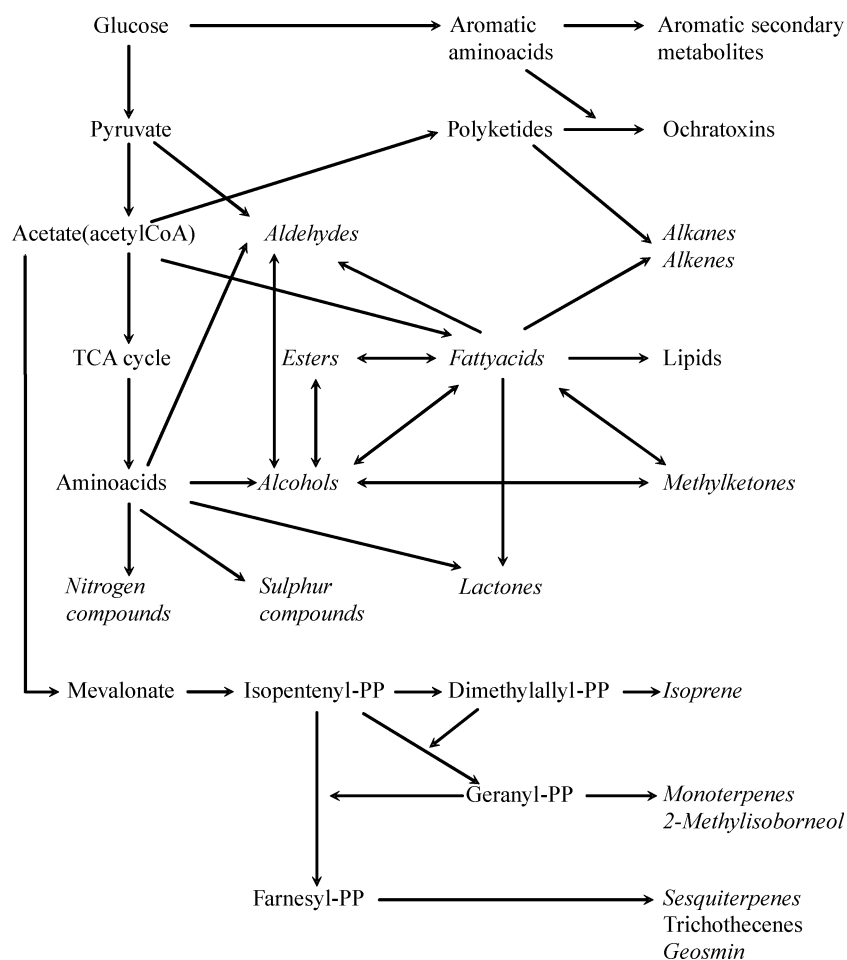 Glucose
Aromatic
aminoacids
Aromatic secondary
metabolites
Pyruvate
Polyketides
Ochratoxins
Acetate(acetylCoA)
Aldehydes
Alkanes
Alkenes
TCA cycle
Esters
Fattyacids
Lipids
Aminoacids
Alcohols
Methylketones
Nitrogen
compounds
Sulphur
compounds
Lactones
Mevalonate
Isopentenyl-PP
Dimethylallyl-PP
Isoprene
Geranyl-PP
Monoterpenes
2-Methylisoborneol
Farnesyl-PP
Sesquiterpenes
Trichothecenes
Geosmin